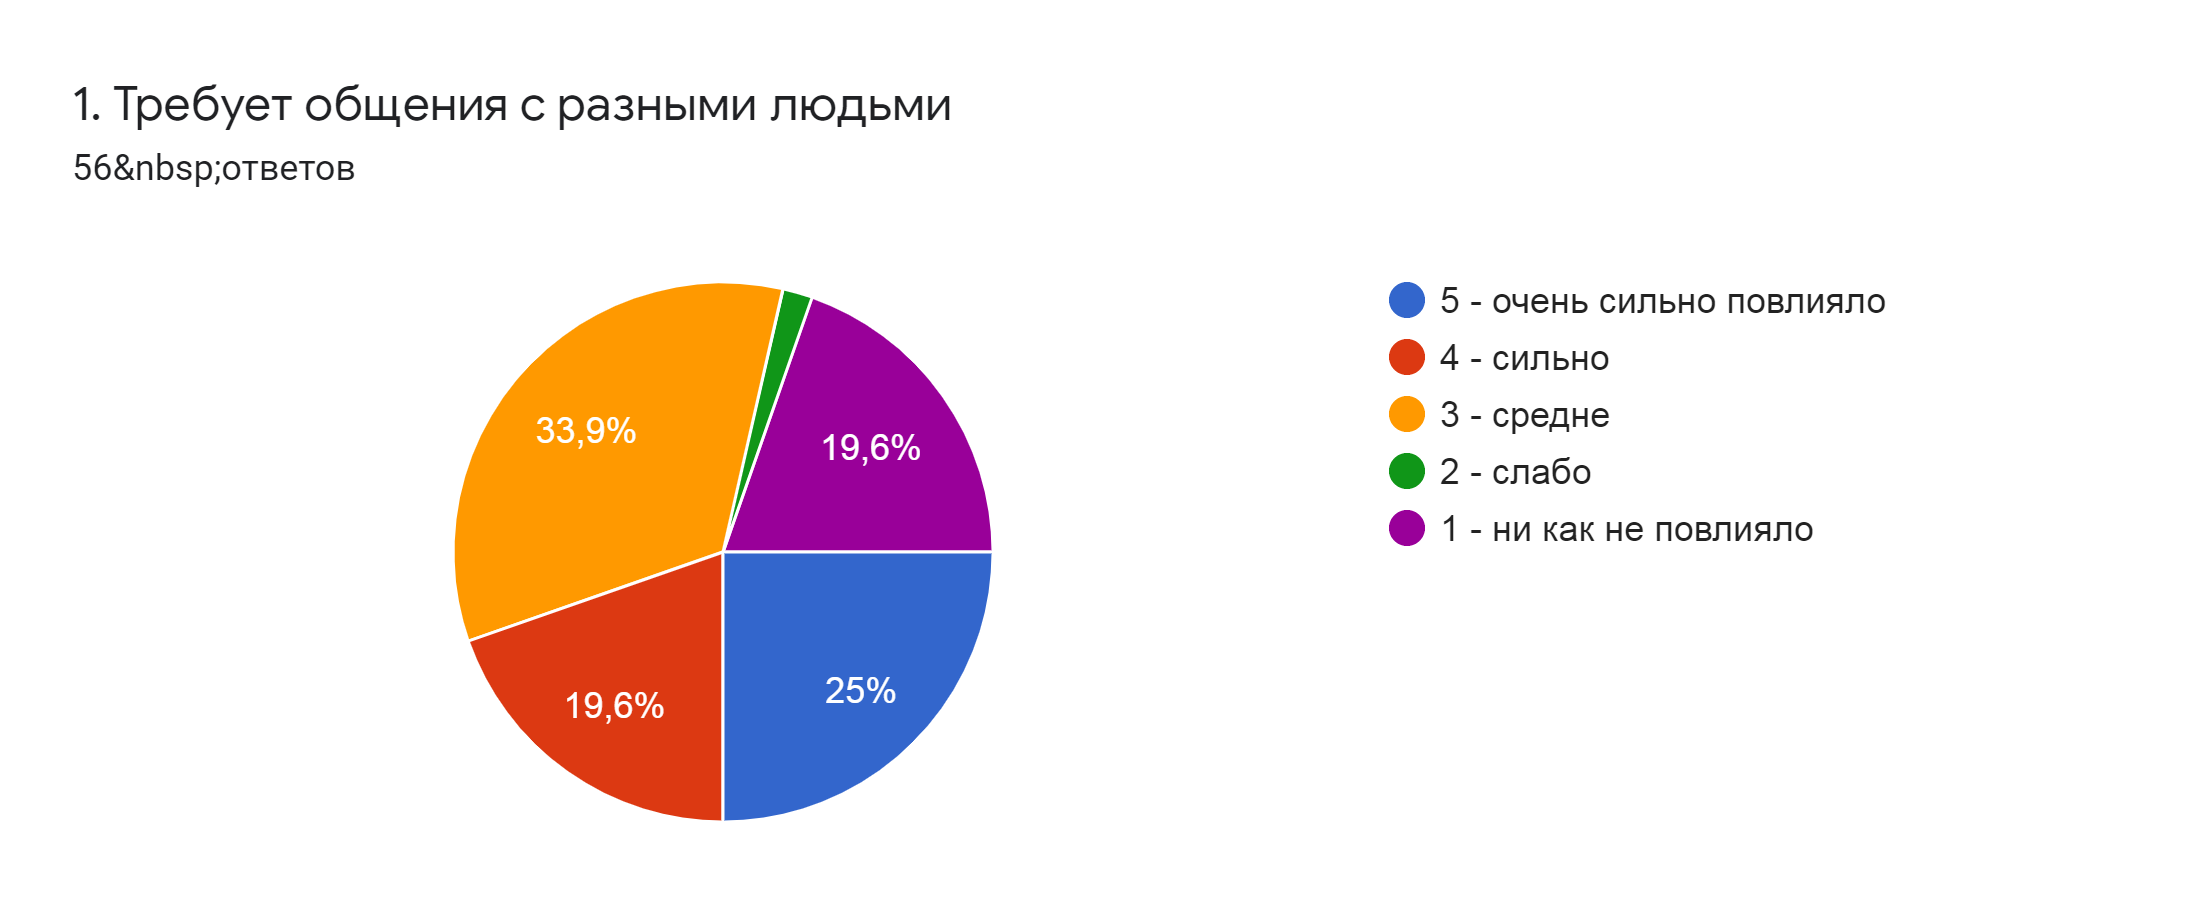 1. Требует общения с разными людьми
56&nbsp;ответов
33,9%
19,6%
19,6%
25%
5 - очень сильно повлияло
4 - сильно
3 - средне
2 - слабо
1 - ни как не повлияло